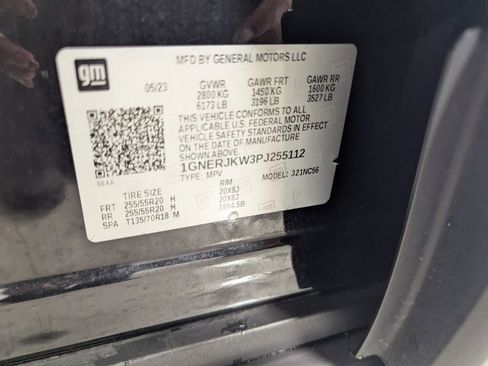 gm
MFD BY GENERAL MOTORS LLC
05/23 GVWR GAWR FRT GAWR RR
2800 KG 1450 KG 1600 KG
6173 LB 3196 LB 3527 LB
THIS VEHICLE CONFORMS TO ALL
APPLICABLE U.S. FEDERAL MOTOR
VEHICLE SAFETY STANDARDS IN EFFECT
ON THE DATE OF MANUFACTURE
SHOWN ABOVE
1GNERJKW3PJ255112
TYPE: MPV MODEL: 321NC56
TIRE SIZE RIM
FRT 255/55R20 H 20X8J
RR 255/55R20 H 20X8J
SPA T135/70R18 M 18X4.5B